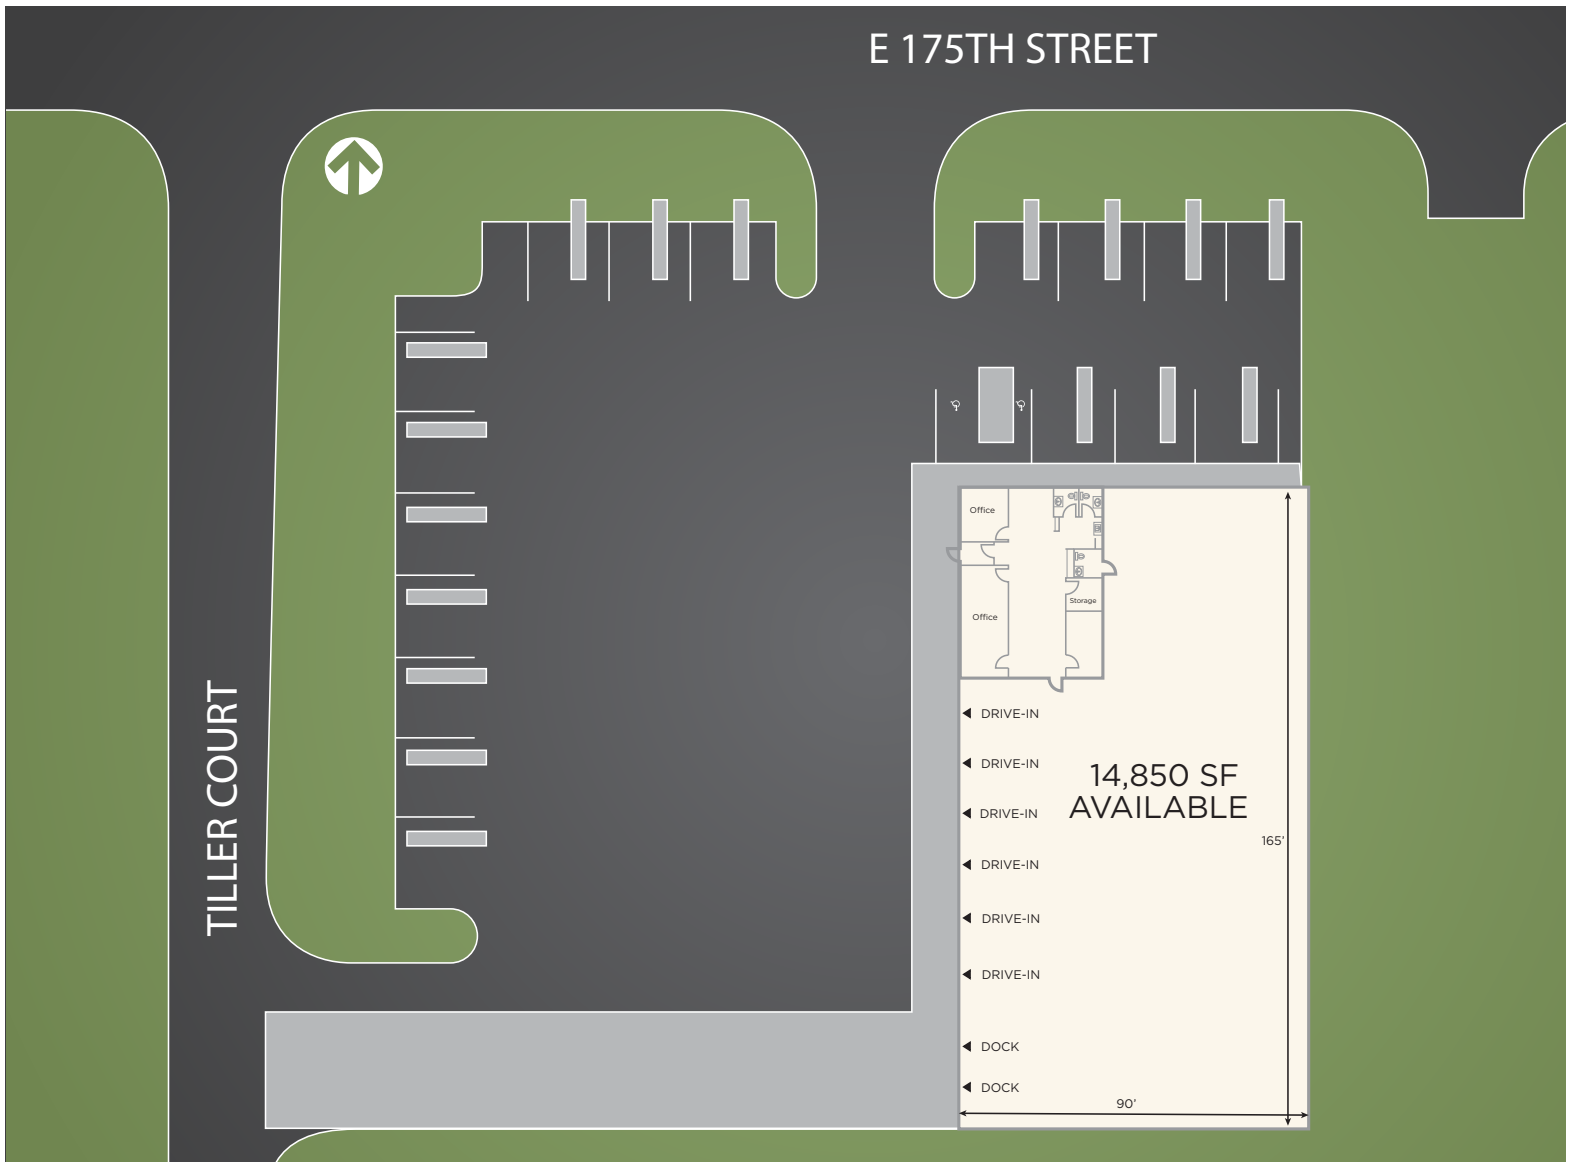 E 175TH STREET
Office
Storage
Office
DRIVE-IN
DRIVE-IN
14,850 SF
AVAILABLE
DRIVE-IN
165'
DRIVE-IN
DRIVE-IN
DRIVE-IN
DOCK
DOCK
90'
TILLER COURT